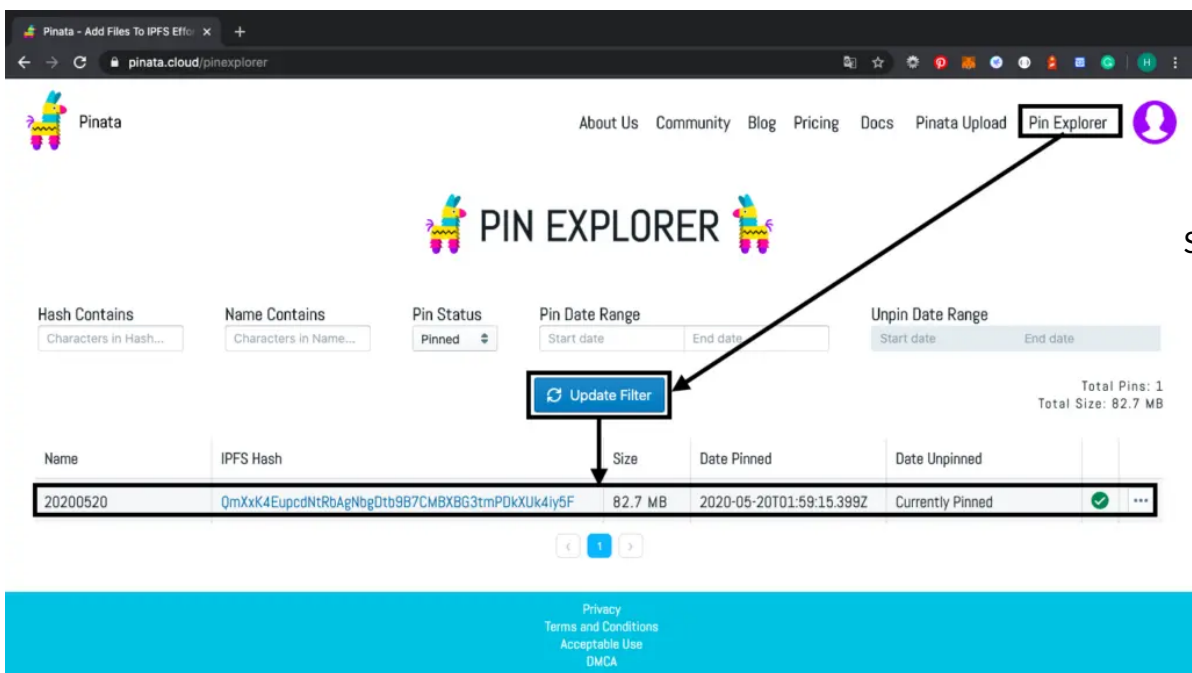 Pinata - Add Files To IPFS Effor
pinata.cloud/pinexplorer
H
Pinata
About Us Community Blog Pricing Docs Pinata Upload Pin Explorer
PIN EXPLORER
S
Hash Contains Name Contains Pin Status Pin Date Range Unpin Date Range
Characters in Hash... Characters in Name... Pinned Start date End date Start date End date
Update Filter
Total Pins: 1
Total Size: 82.7 MB
Name IPFS Hash Size Date Pinned Date Unpinned
20200520 QmXxK4EupcdNtRbAgNbgDtb9B7CMBXBG3tmPDkXUk4iy5F 82.7 MB 2020-05-20T01:59:15.399Z Currently Pinned
1
Privacy
Terms and Conditions
Acceptable Use
DMCA